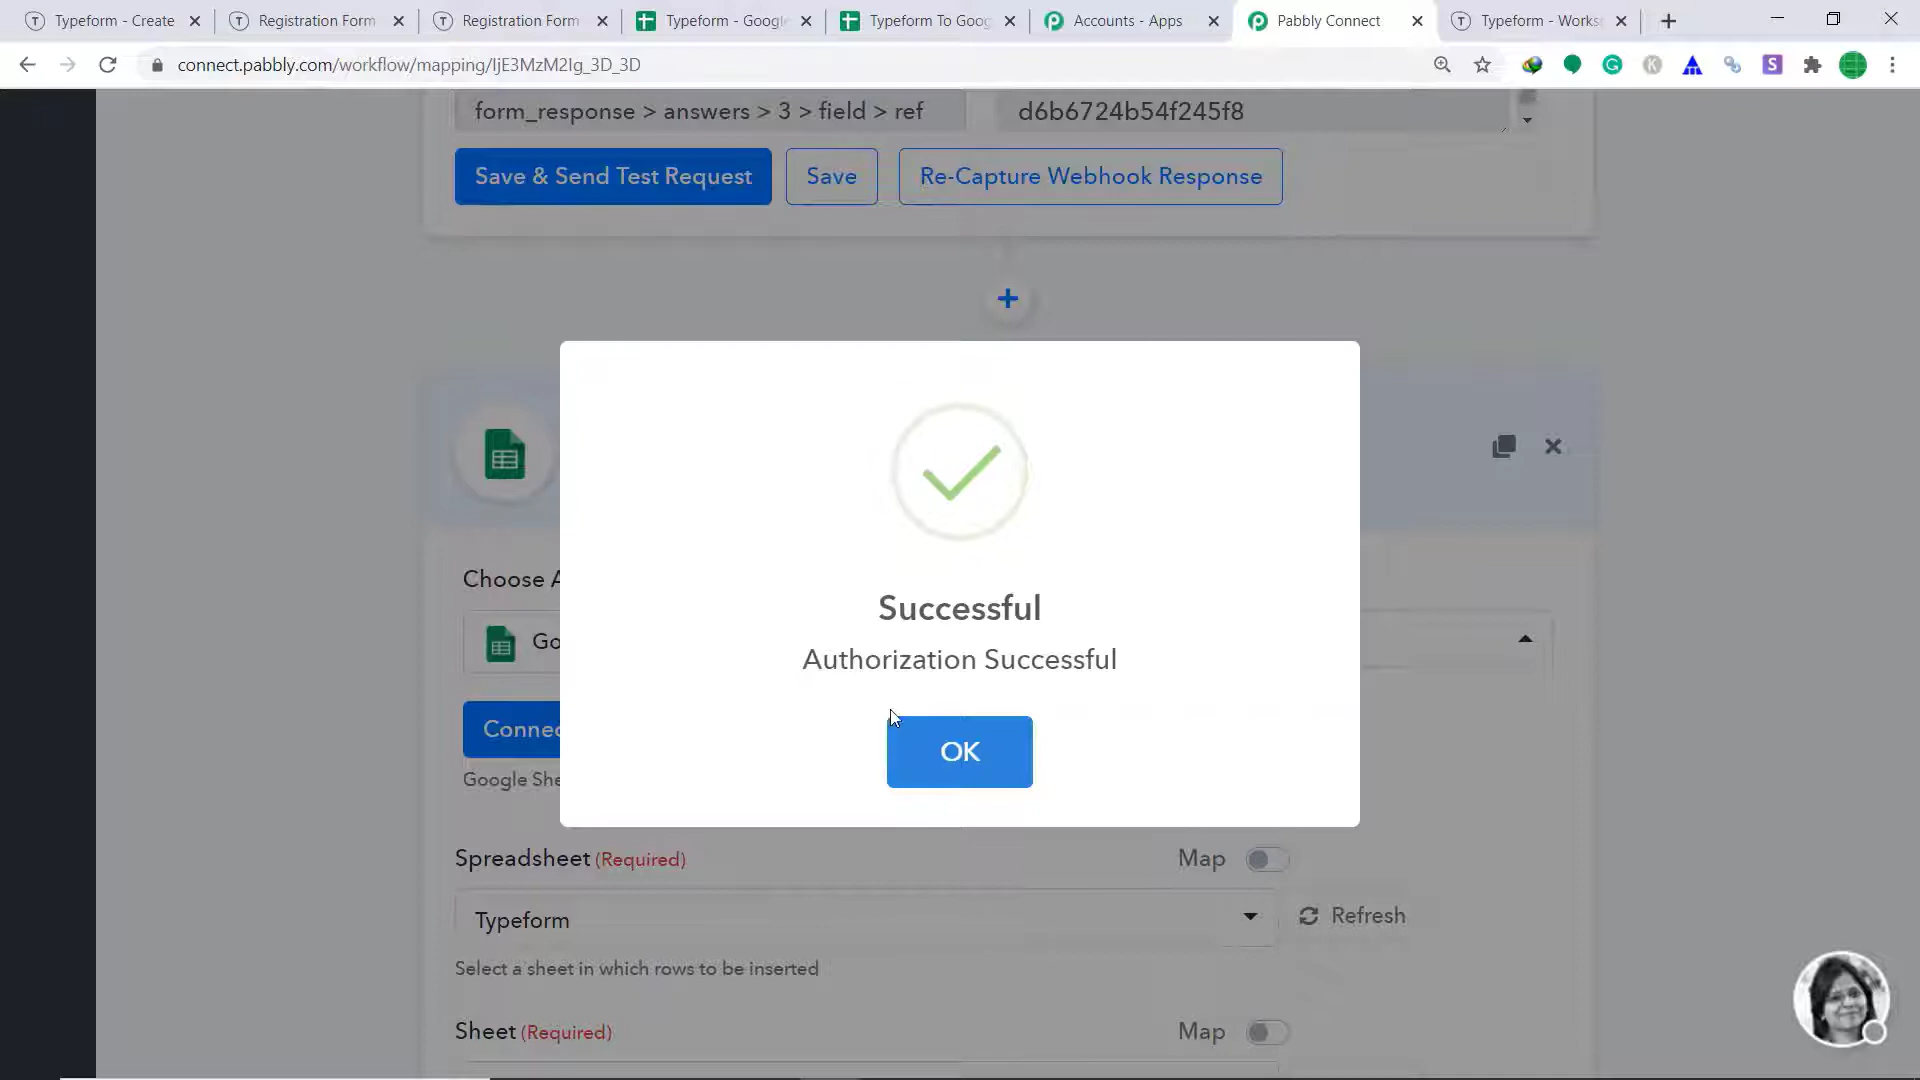 Typeform - Create
Registration Form
Registration Form
Typeform - Google
Typeform To Goog
Accounts - Apps
Pabbly Connect
Typeform - Works
connect.pabbly.com/workflow/mapping/IjE3MzM2Ig_3D_3D
form_response > answers > 3 > field > ref
d6b6724b54f245f8
Save & Send Test Request
Save
Re-Capture Webhook Response
Choose A
Go
Connec
Google She
Successful
Authorization Successful
OK
Spreadsheet (Required)
Map
Typeform
Refresh
Select a sheet in which rows to be inserted
Sheet (Required)
Map